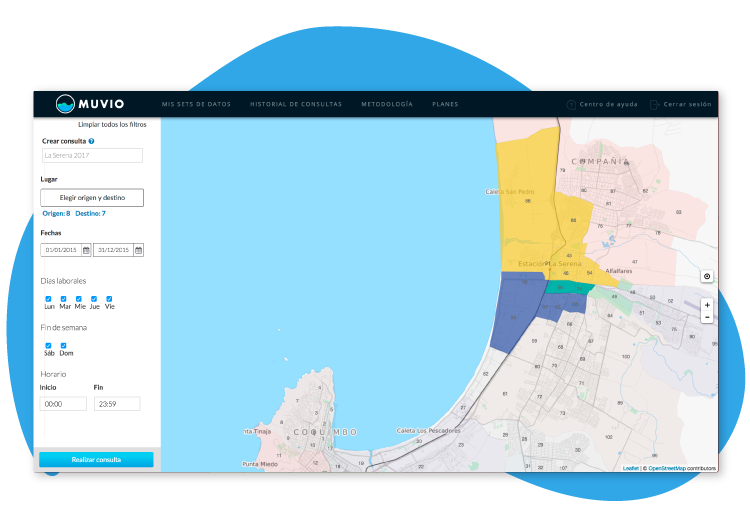 MUVIO
MIS SETS DE DATOS HISTORIAL DE CONSULTAS METODOLOGÍA PLANES
Centro de ayuda Cerrar sesión
Limpiar todos los filtros
Crear consulta
La Serena 2017
Lugar
Elegir origen y destino
Origen: 8 Destino: 7
Fechas
01/01/2015 31/12/2015
Días laborales
Lun Mar Mie Jue Vie
Fin de semana
Sáb Dom
Horario
Inicio Fin
00:00 23:59
Realizar consulta
COMPAÑIA
Caleta San Pedro
Estación La Serena
Alfalfares
+
−
COQUIMBO
Caleta Los Pescadores
nta Tinaja
Punta Miedo
Leaflet | © OpenStreetMap contributors